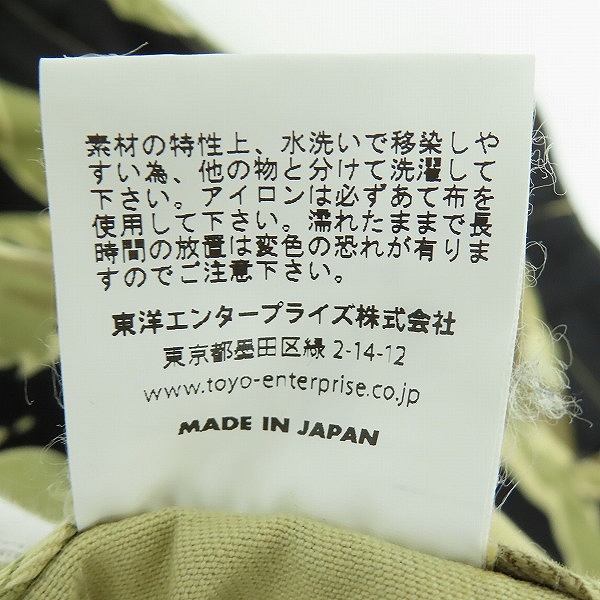 素材の特性上、水洗いで移染しや
すい為、他の物と分けて洗濯して
下さい。アイロンは必ずあて布を
使用して下さい。濡れたままで長
時間の放置は変色の恐れが有りま
すのでご注意下さい。
東洋エンタープライズ株式会社
東京都墨田区緑 2-14-12
www.toyo-enterprise.co.jp
MADE IN JAPAN